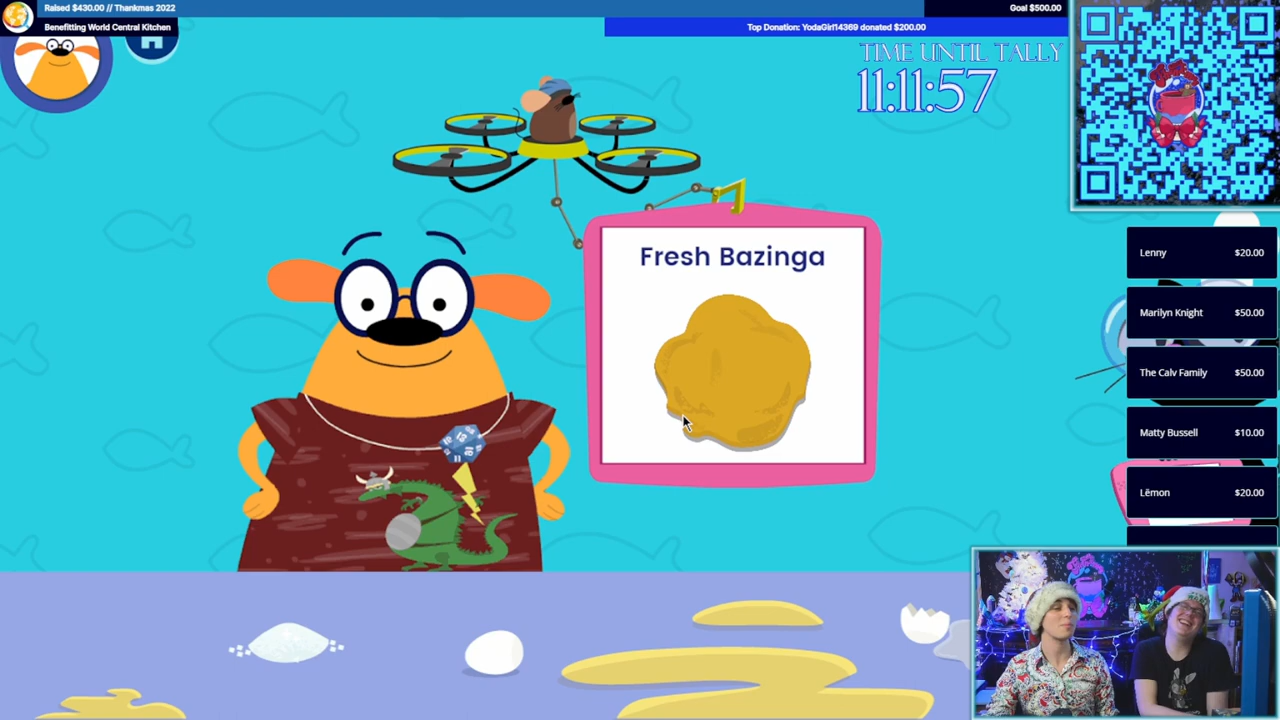 Raised $430.00 // Thankmas 2022
Goal $500.00
Benefitting World Central Kitchen
Top Donation: YodaGirl14369 donated $200.00
TIME UNTIL TALLY
11:11:57
Fresh Bazinga
Lenny $20.00
Marilyn Knight $50.00
The Calv Family $50.00
Matty Bussell $10.00
Lēmon $20.00